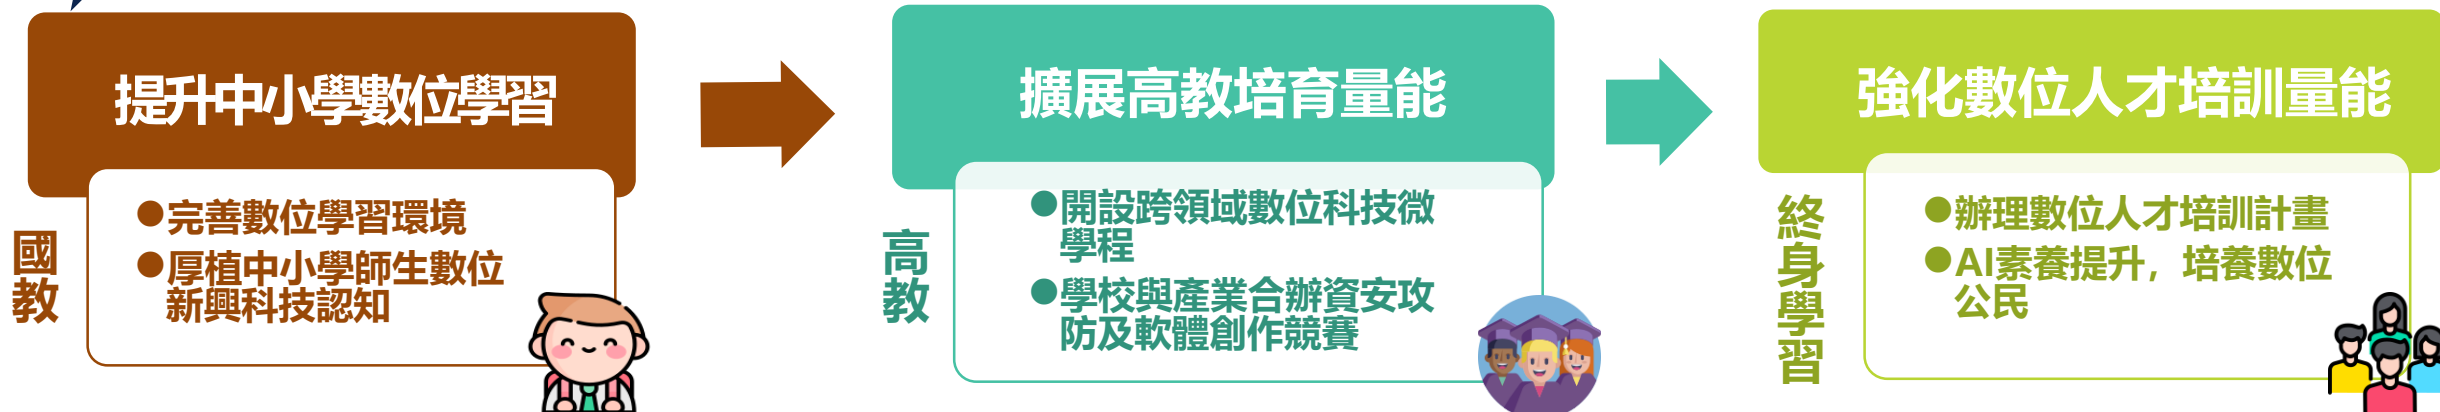 提升中小學數位學習
國教
●完善數位學習環境
●厚植中小學師生數位
新興科技認知
擴展高教培育量能
高教
●開設跨領域數位科技微
學程
●學校與產業合辦資安攻
防及軟體創作競賽
強化數位人才培訓量能
終身學習
●辦理數位人才培訓計畫
●AI素養提升，培養數位
公民